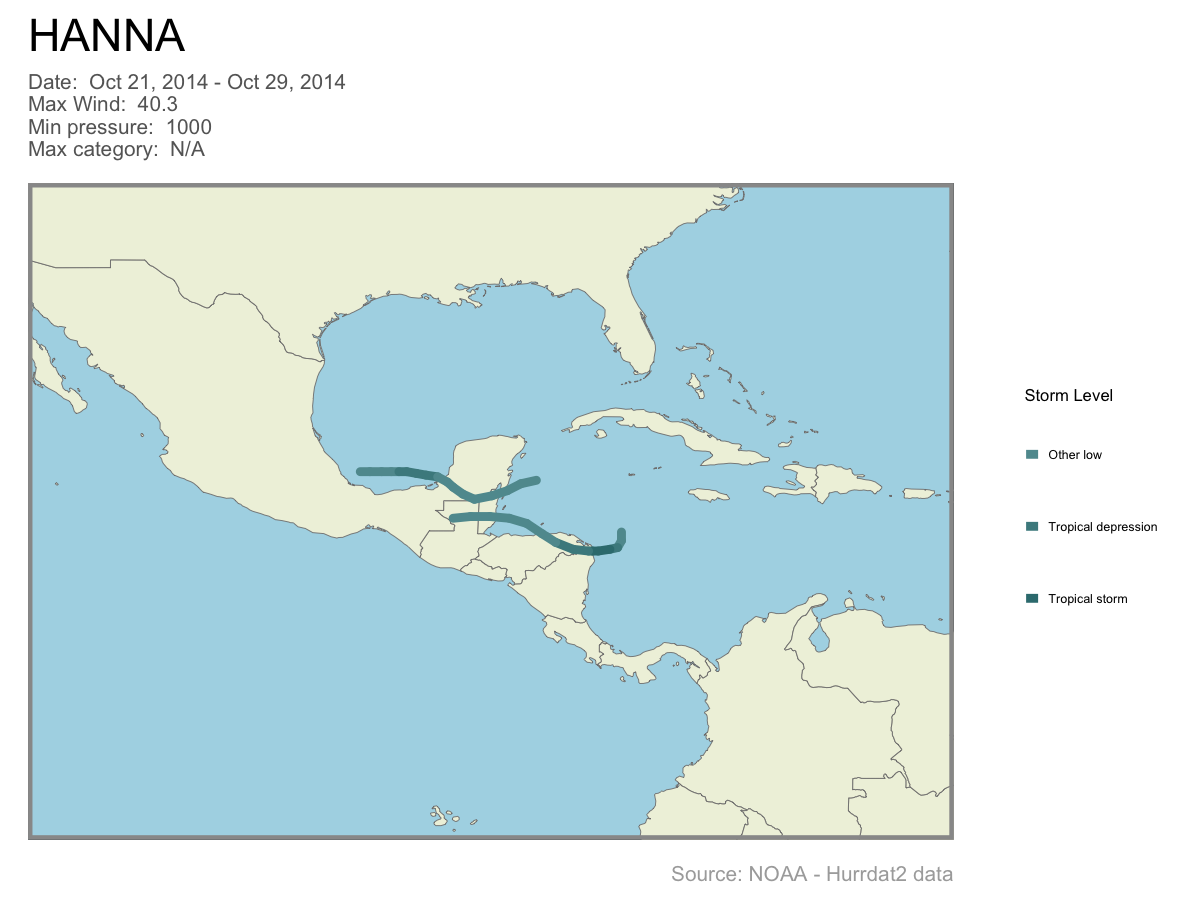 HANNA
Date:  Oct 21, 2014 - Oct 29, 2014
Max Wind:  40.3
Min pressure:  1000
Max category:  N/A
Storm Level
Other low
Tropical depression
Tropical storm
Source: NOAA - Hurrdat2 data